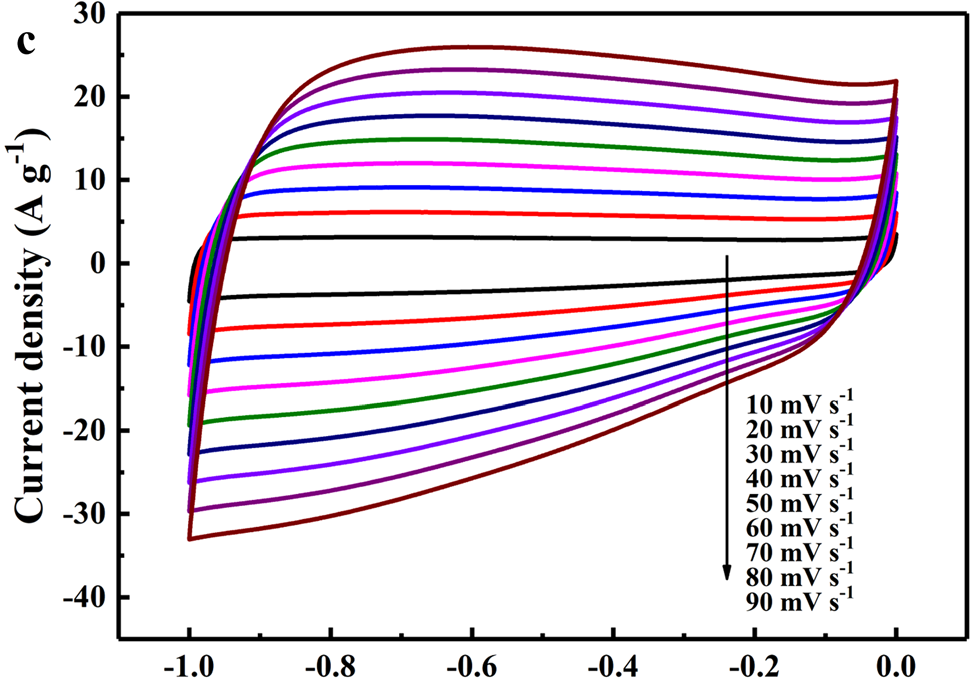 c
Current density (A g⁻¹)
30
20
10
0
-10
-20
-30
-40
10 mV s⁻¹
20 mV s⁻¹
30 mV s⁻¹
40 mV s⁻¹
50 mV s⁻¹
60 mV s⁻¹
70 mV s⁻¹
80 mV s⁻¹
90 mV s⁻¹
-1.0 -0.8 -0.6 -0.4 -0.2 0.0